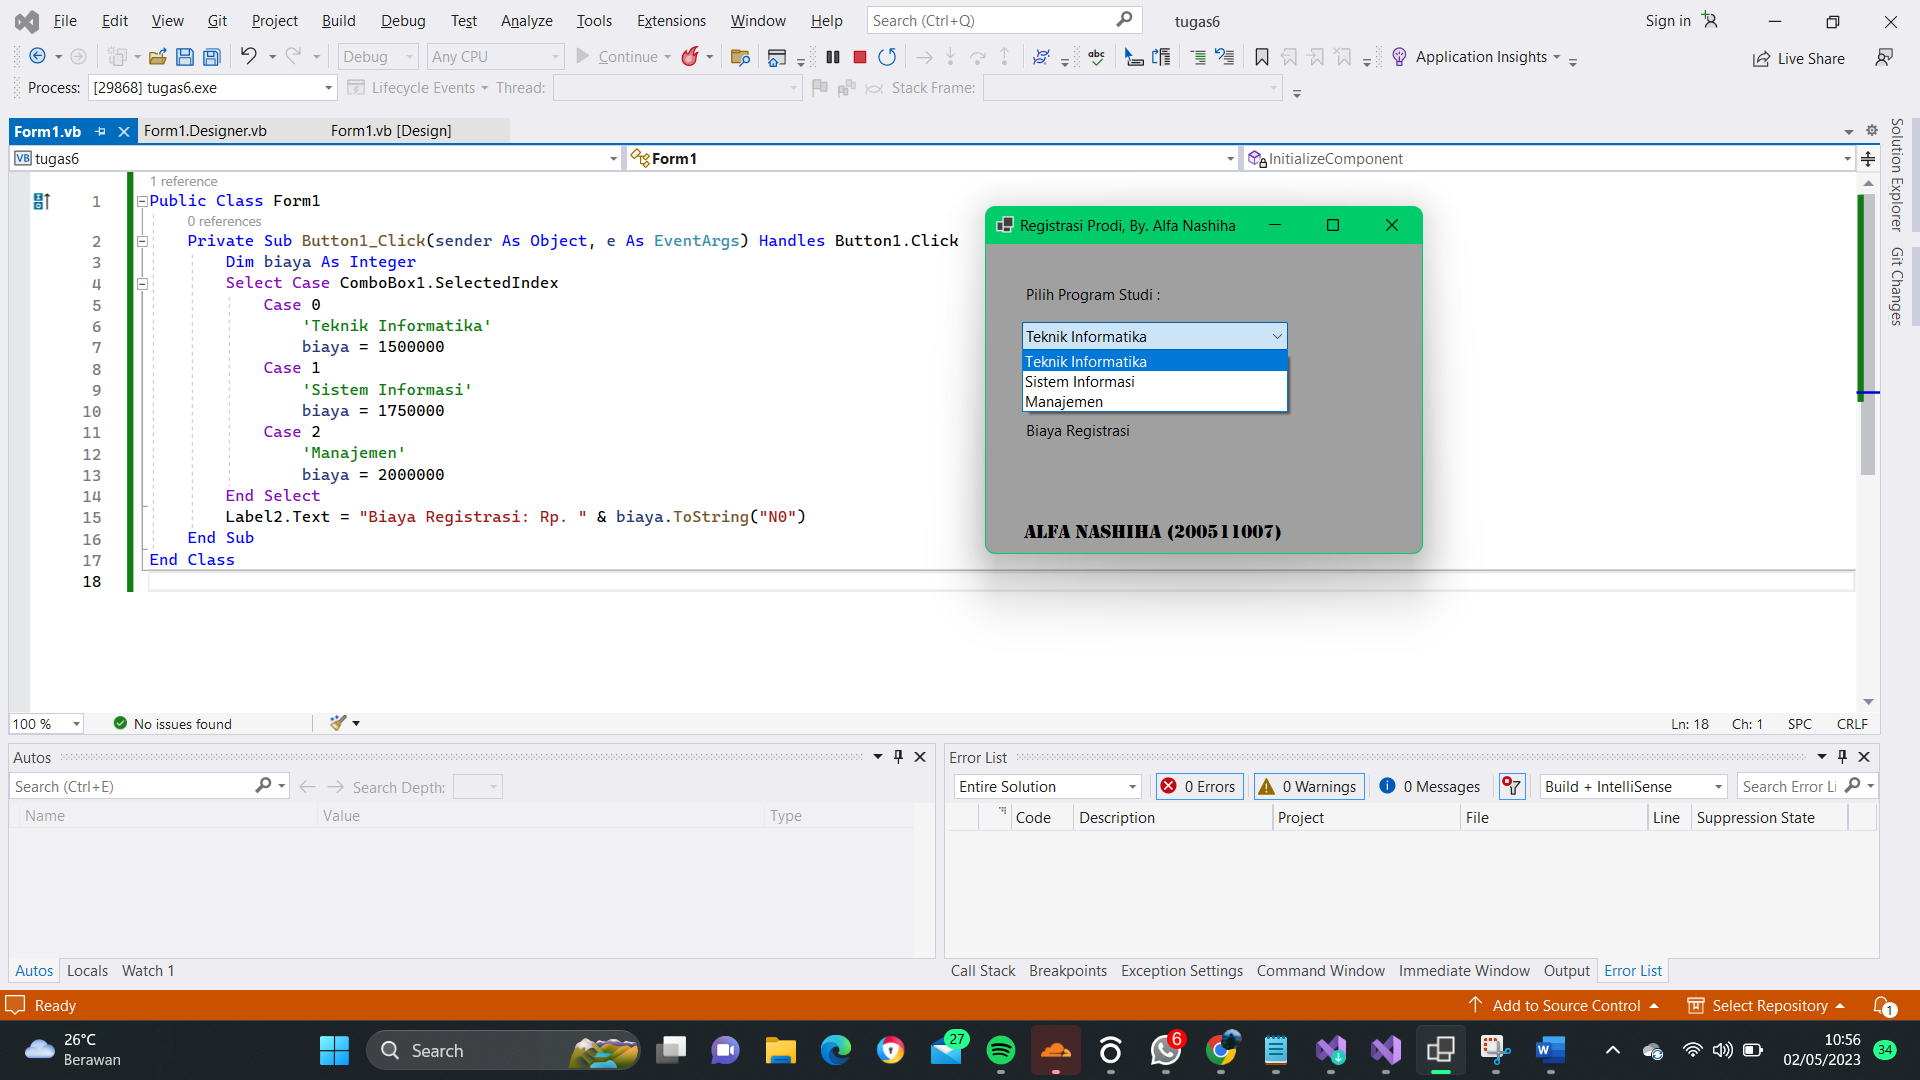 File Edit View Git Project Build Debug Test Analyze Tools Extensions Window Help Search (Ctrl+Q) tugas6 Sign in
Debug Any CPU Continue Application Insights Live Share
Process: [29868] tugas6.exe Lifecycle Events Thread: Stack Frame:
Form1.vb Form1.Designer.vb Form1.vb [Design]
VB tugas6 Form1 InitializeComponent
Solution Explorer
Git Changes
1 reference
1 Public Class Form1
0 references
2 Private Sub Button1_Click(sender As Object, e As EventArgs) Handles Button1.Click
3 Dim biaya As Integer
4 Select Case ComboBox1.SelectedIndex
5 Case 0
6 'Teknik Informatika'
7 biaya = 1500000
8 Case 1
9 'Sistem Informasi'
10 biaya = 1750000
11 Case 2
12 'Manajemen'
13 biaya = 2000000
14 End Select
15 Label2.Text = "Biaya Registrasi: Rp. " & biaya.ToString("N0")
16 End Sub
17 End Class
18
Registrasi Prodi, By. Alfa Nashiha
Pilih Program Studi :
Teknik Informatika
Teknik Informatika
Sistem Informasi
Manajemen
Biaya Registrasi
ALFA NASHIHA (200511007)
100 % No issues found Ln: 18 Ch: 1 SPC CRLF
Autos
Search (Ctrl+E) Search Depth:
Name Value Type
Autos Locals Watch 1
Error List
Entire Solution 0 Errors 0 Warnings 0 Messages Build + IntelliSense Search Error Li
Code Description Project File Line Suppression State
Call Stack Breakpoints Exception Settings Command Window Immediate Window Output Error List
Ready Add to Source Control Select Repository 1
26°C
Berawan
Search
27
6
10:56
02/05/2023
34